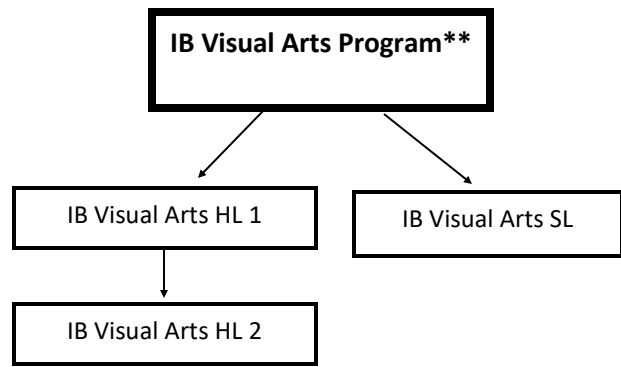 IB Visual Arts Program**
IB Visual Arts HL 1
IB Visual Arts SL
IB Visual Arts HL 2